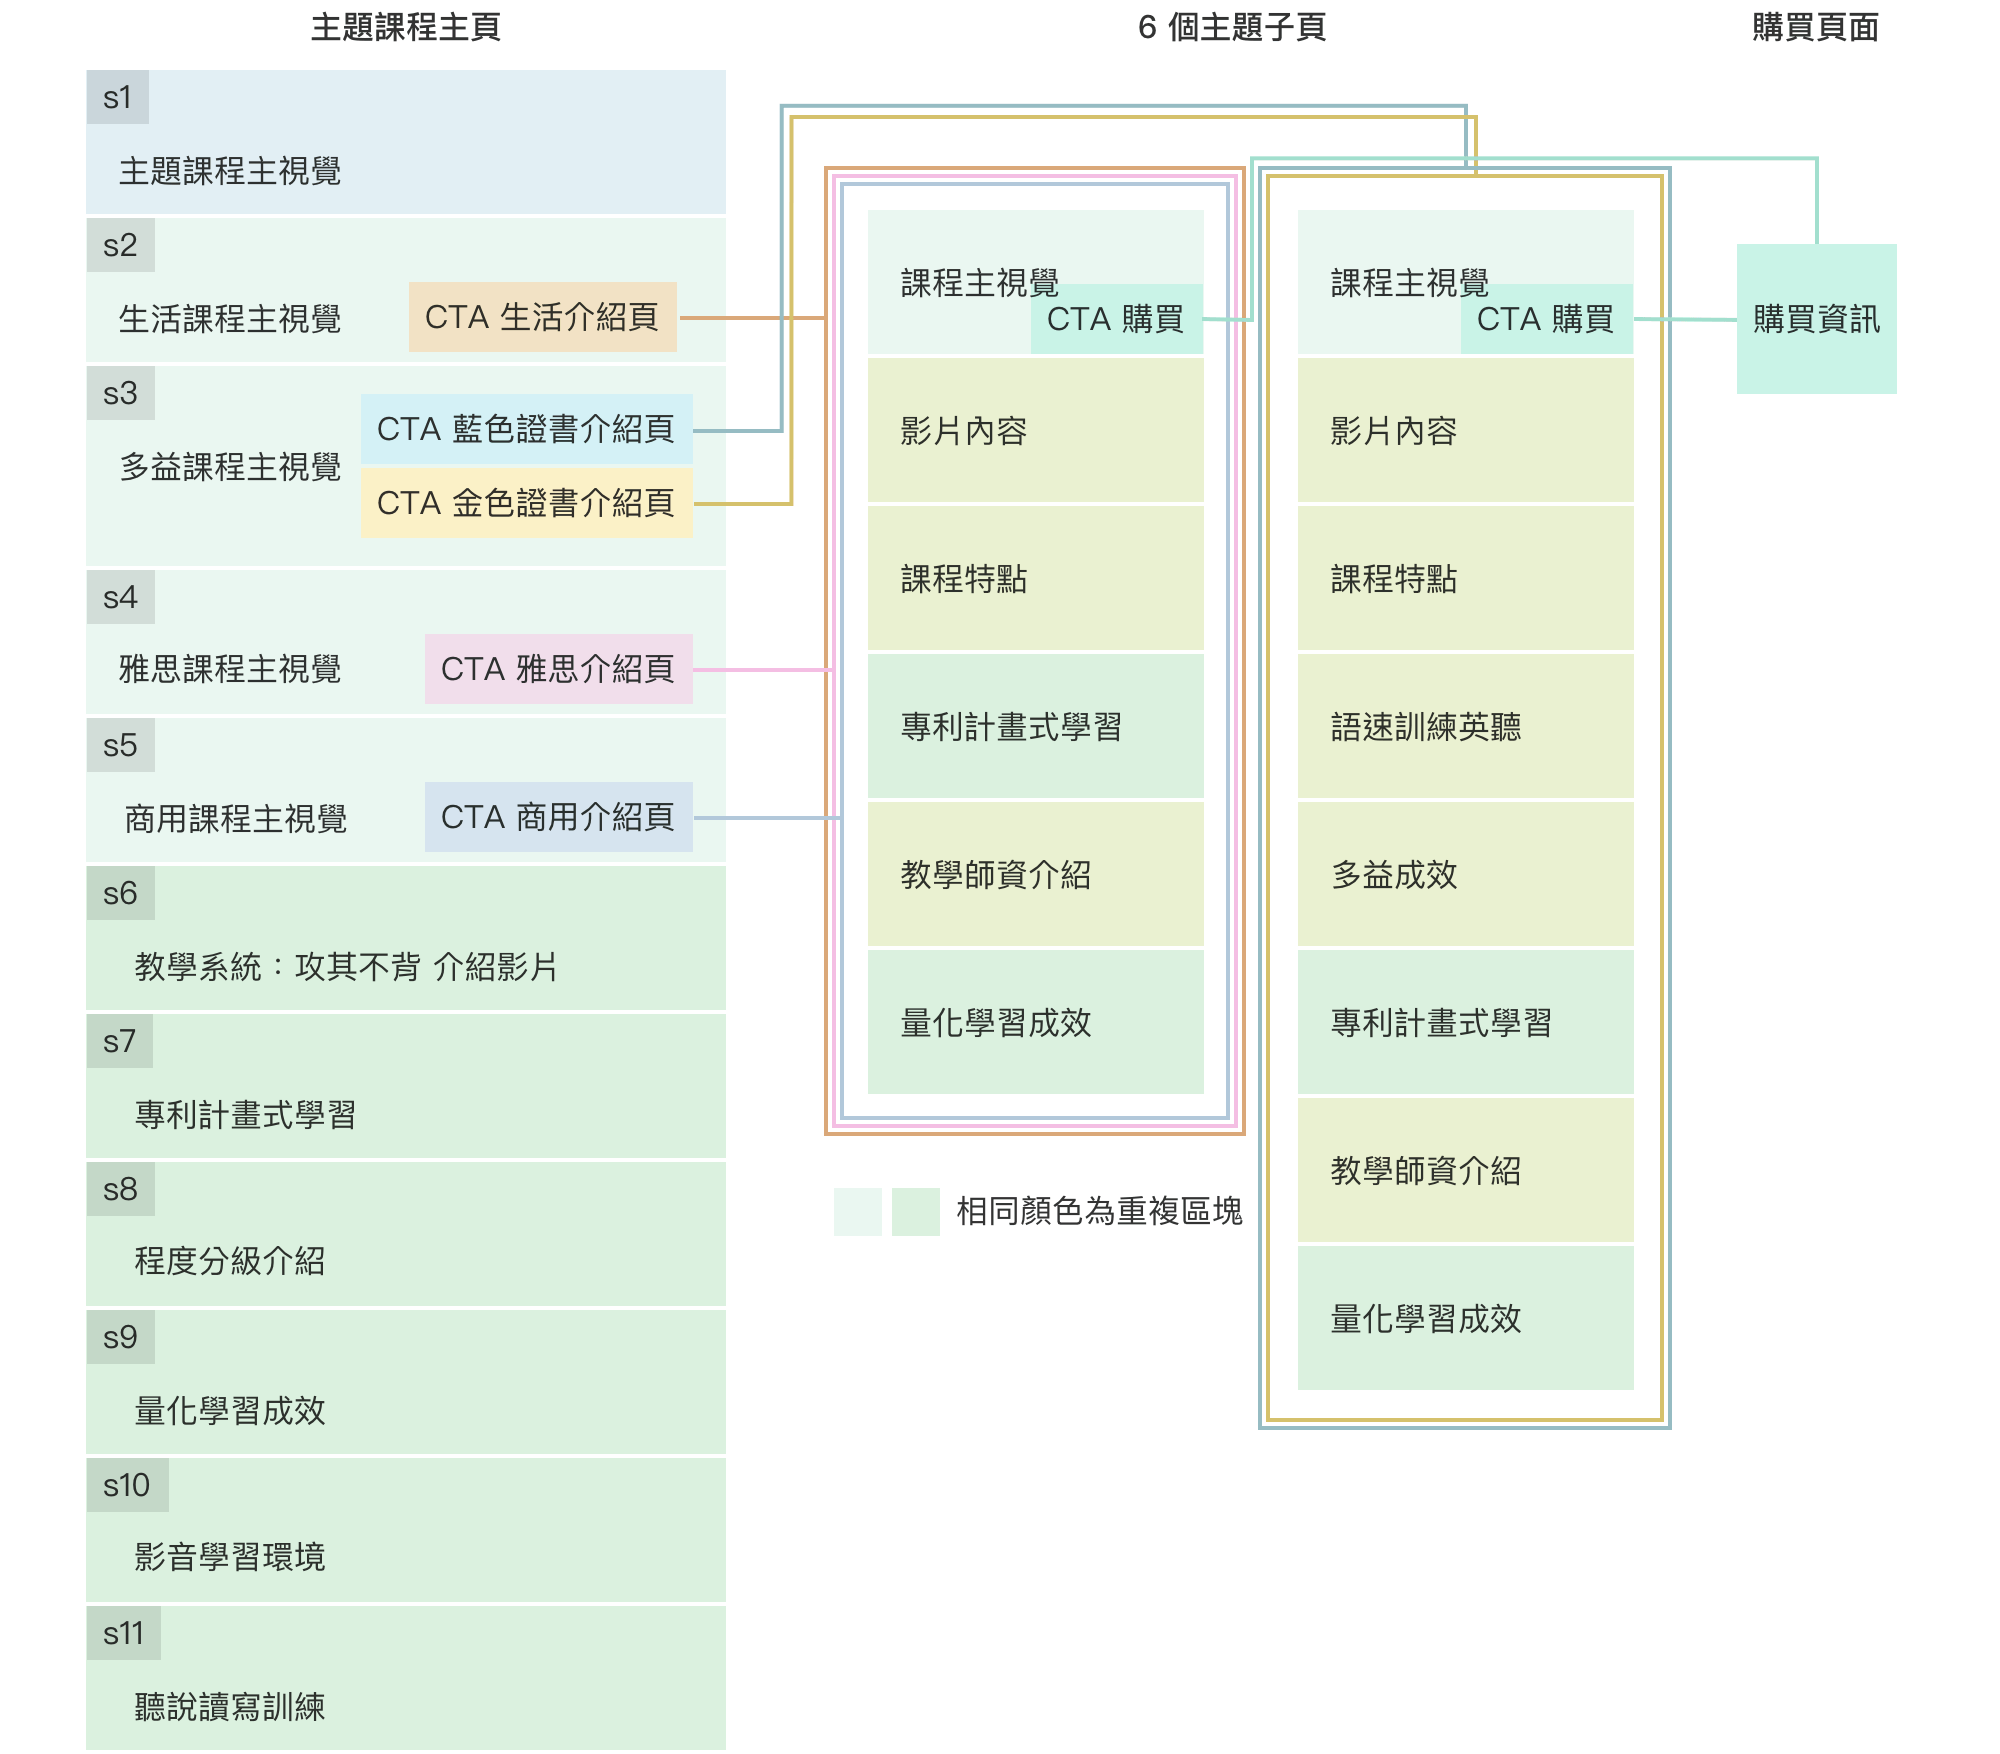 主題課程主頁
6 個主題子頁
購買頁面
s1
主題課程主視覺
s2
生活課程主視覺
CTA 生活介紹頁
s3
多益課程主視覺
CTA 藍色證書介紹頁
CTA 金色證書介紹頁
s4
雅思課程主視覺
CTA 雅思介紹頁
s5
商用課程主視覺
CTA 商用介紹頁
s6
教學系統：攻其不背 介紹影片
s7
專利計畫式學習
s8
程度分級介紹
s9
量化學習成效
s10
影音學習環境
s11
聽說讀寫訓練
課程主視覺
CTA 購買
影片內容
課程特點
專利計畫式學習
教學師資介紹
量化學習成效
相同顏色為重複區塊
課程主視覺
CTA 購買
影片內容
課程特點
語速訓練英聽
多益成效
專利計畫式學習
教學師資介紹
量化學習成效
購買資訊